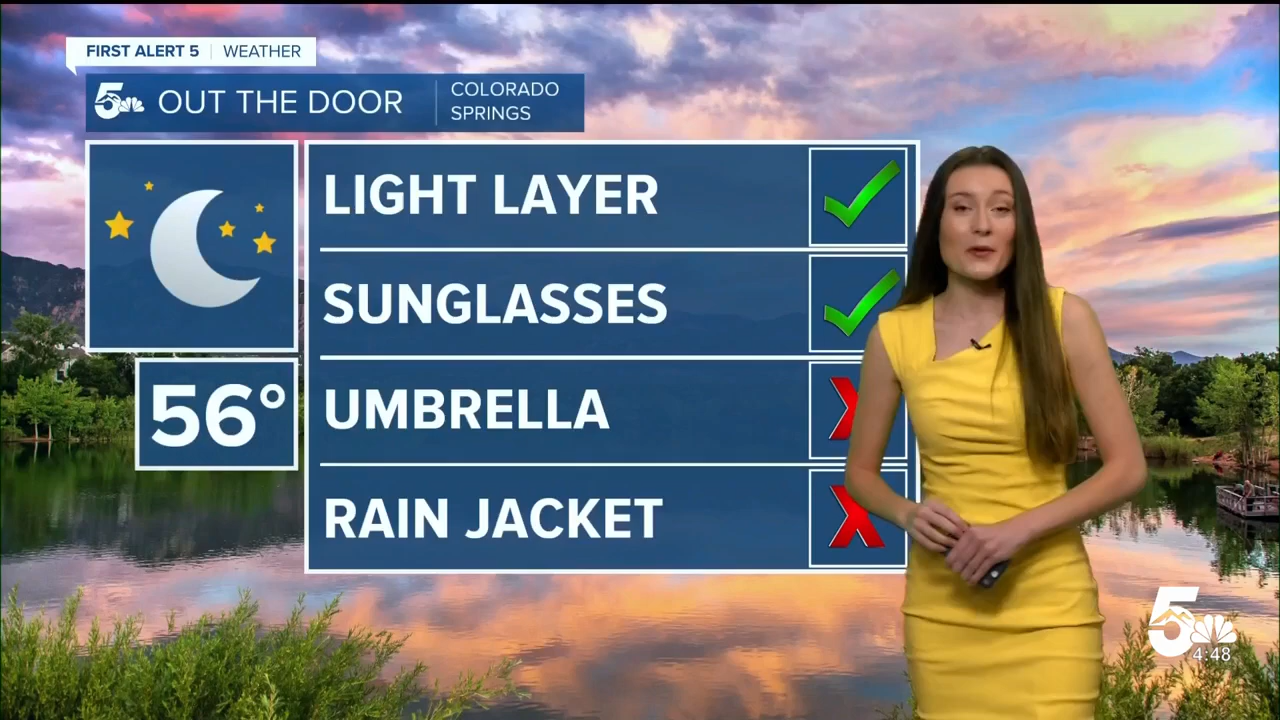 FIRST ALERT 5 | WEATHER
5 OUT THE DOOR
COLORADO
SPRINGS
LIGHT LAYER
SUNGLASSES
56°
UMBRELLA
RAIN JACKET
5
4:48